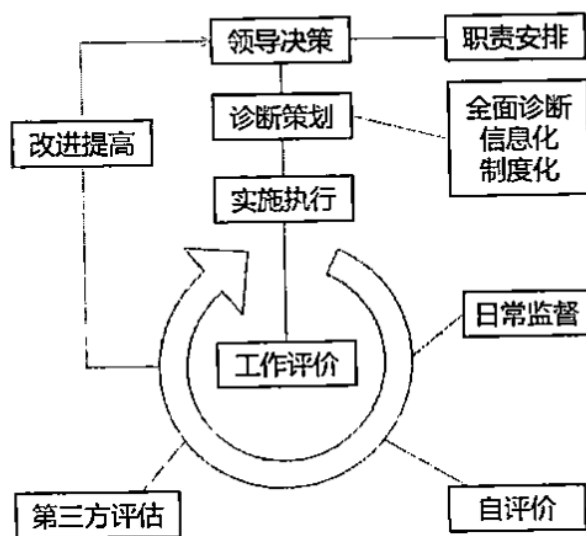 领导决策
职责安排
诊断策划
全面诊断
信息化
制度化
改进提高
实施执行
日常监督
工作评价
第三方评估
自评价